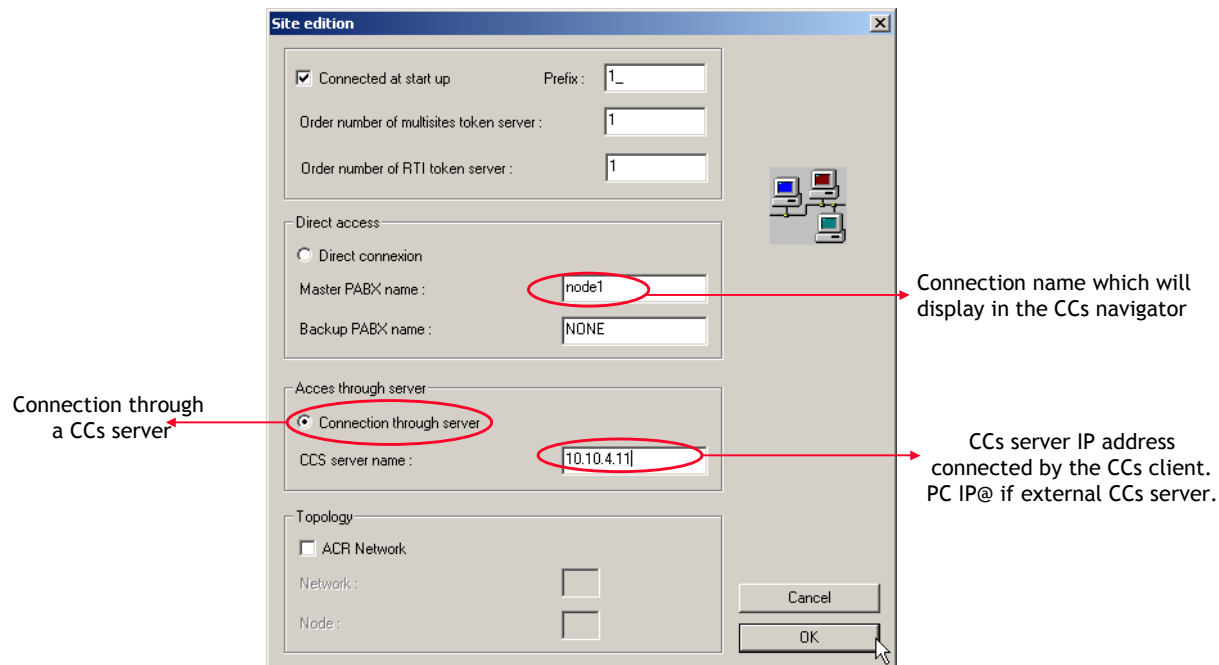 Site edition
Connected at start up
Prefix :
1_
Order number of multisites token server :
1
Order number of RTI token server :
1
Direct access
Direct connexion
Master PABX name :
node1
Backup PABX name :
NONE
Connection name which will
display in the CCs navigator
Acces through server
Connection through server
CCS server name :
10.10.4.11
Connection through
a CCs server
CCs server IP address
connected by the CCs client.
PC IP@ if external CCs server.
Topology
ACR Network
Network :
Node :
Cancel
OK